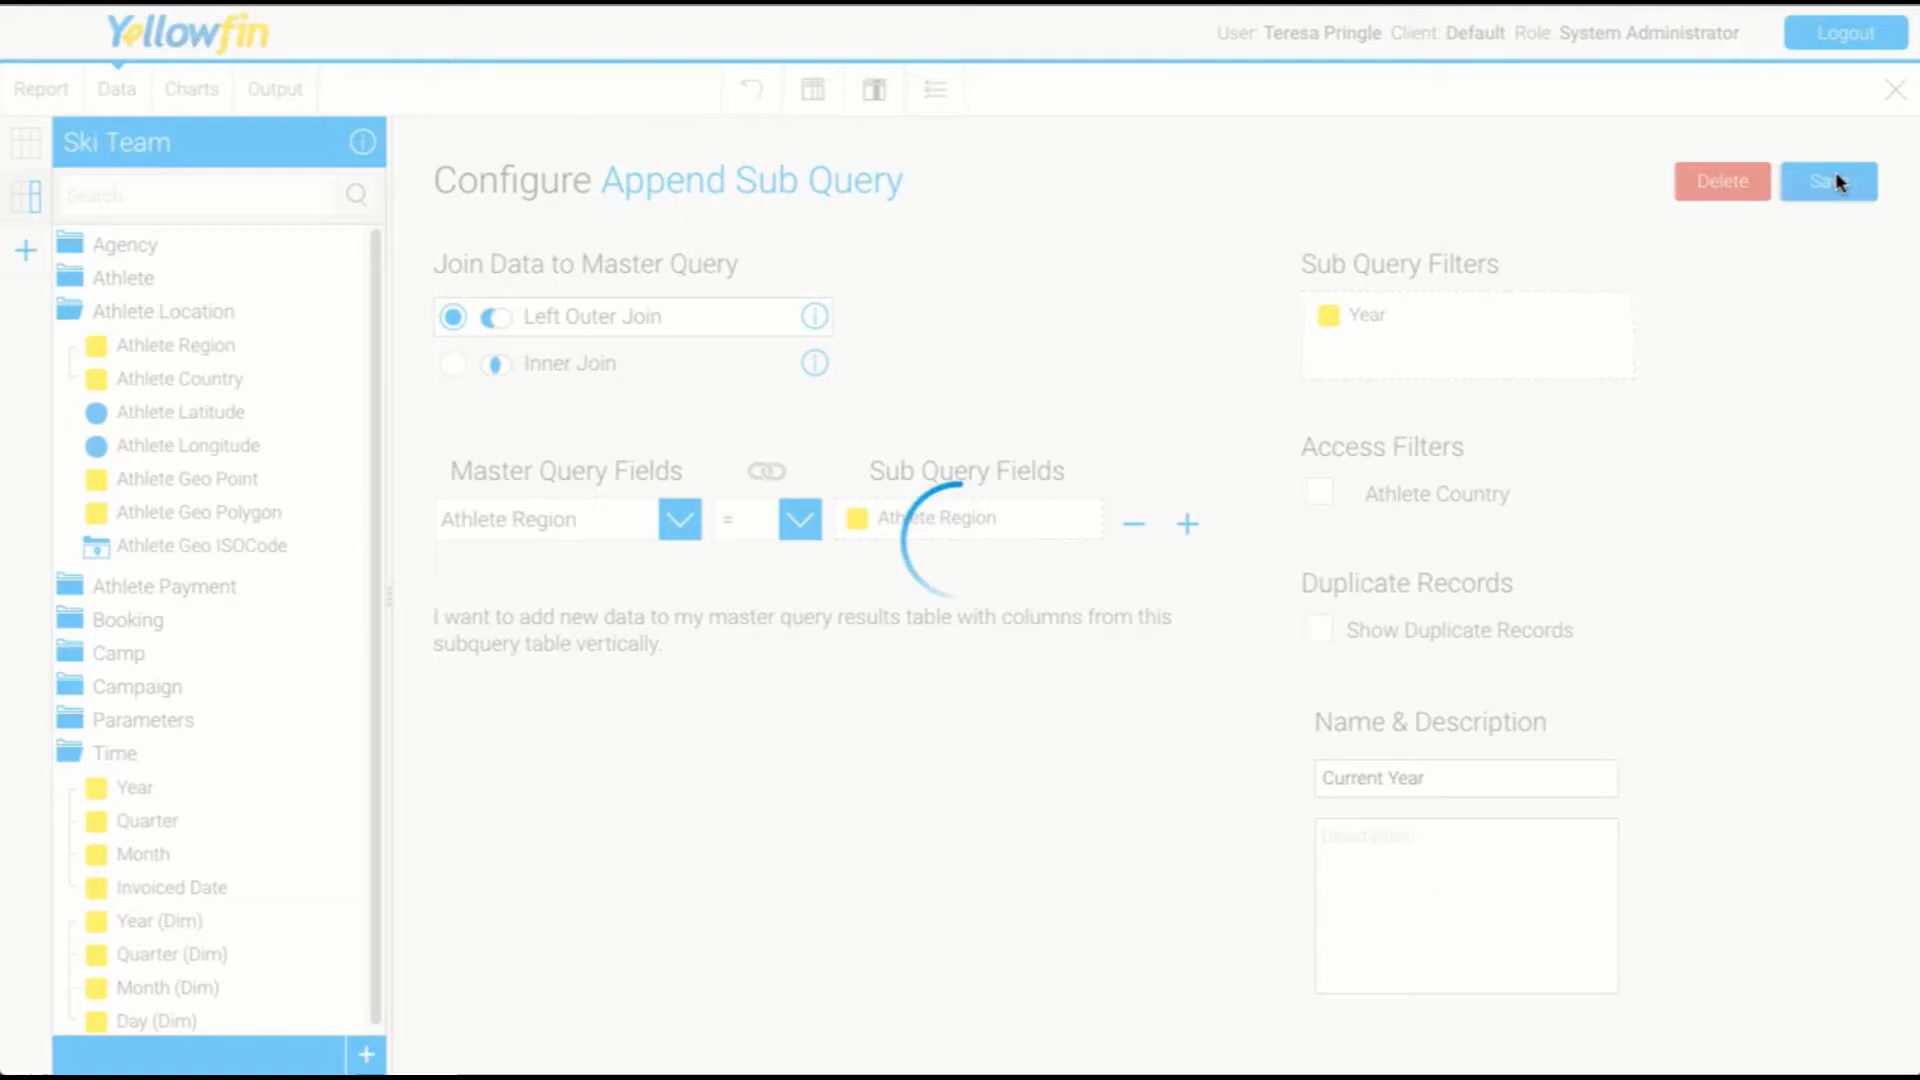 Yellowfin
User: Teresa Pringle Client: Default Role: System Administrator
Logout
Report Data Charts Output
Ski Team
Search
Agency
Athlete
Athlete Location
Athlete Region
Athlete Country
Athlete Latitude
Athlete Longitude
Athlete Geo Point
Athlete Geo Polygon
Athlete Geo ISOCode
Athlete Payment
Booking
Camp
Campaign
Parameters
Time
Year
Quarter
Month
Invoiced Date
Year (Dim)
Quarter (Dim)
Month (Dim)
Day (Dim)
Configure Append Sub Query
Delete
Save
Join Data to Master Query
Left Outer Join
Inner Join
Master Query Fields
Sub Query Fields
Athlete Region
=
Athlete Region
I want to add new data to my master query results table with columns from this
subquery table vertically.
Sub Query Filters
Year
Access Filters
Athlete Country
Duplicate Records
Show Duplicate Records
Name & Description
Current Year
Description